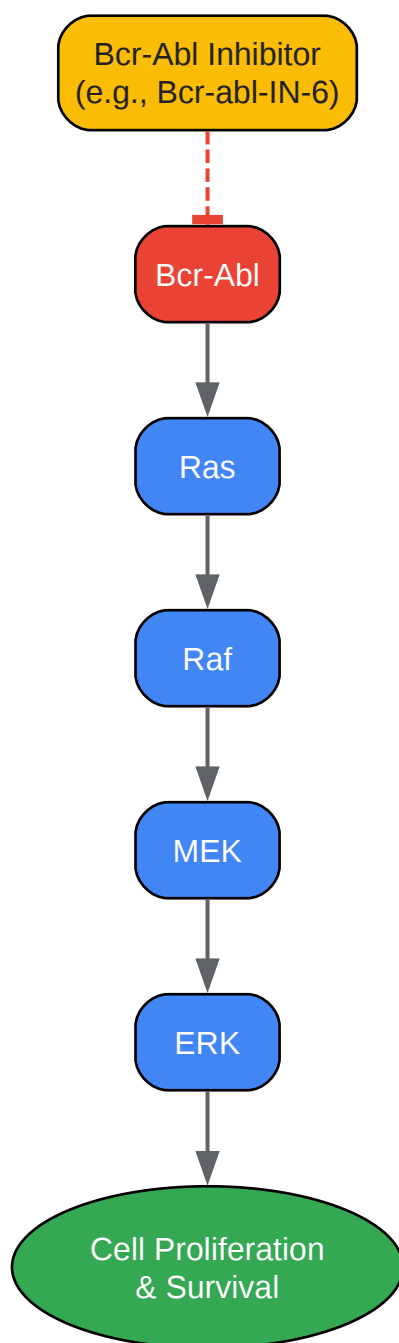 Bcr-Abl Inhibitor
(e.g., Bcr-abl-IN-6)
Bcr-Abl
Ras
Raf
MEK
ERK
Cell Proliferation
& Survival